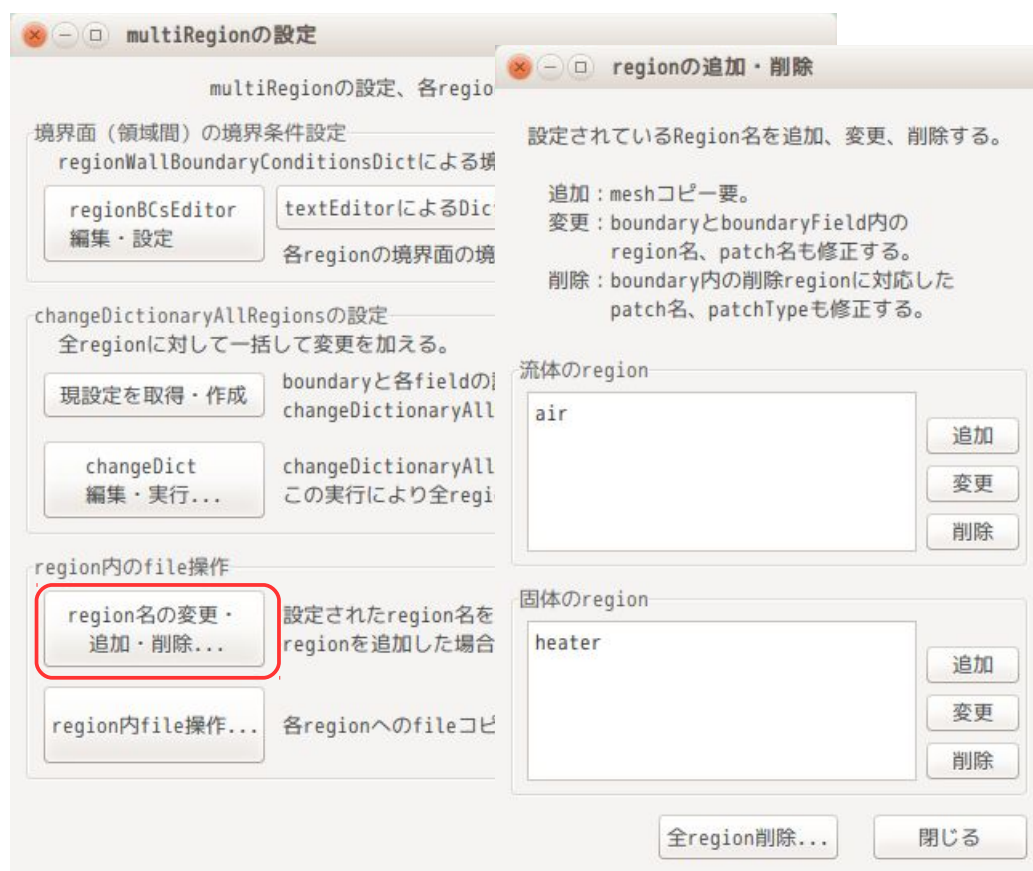 multiRegionの設定
multiRegionの設定、各regio
境界面（領域間）の境界条件設定
regionWallBoundaryConditionsDictによる境
regionBCsEditor
編集・設定
textEditorによるDic
各regionの境界面の境
changeDictionaryAllRegionsの設定
全regionに対して一括して変更を加える。
現設定を取得・作成
boundaryと各fieldの
changeDictionaryAll
changeDict
編集・実行...
changeDictionaryAll
この実行により全regi
region内のfile操作
region名の変更・
追加・削除...
設定されたregion名を
regionを追加した場合
region内file操作...
各regionへのfileコピ
regionの追加・削除
設定されているRegion名を追加、変更、削除する。
追加：meshコピー要。
変更：boundaryとboundaryField内の
region名、patch名も修正する。
削除：boundary内の削除regionに対応した
patch名、patchTypeも修正する。
流体のregion
air
追加
変更
削除
固体のregion
heater
追加
変更
削除
全region削除...
閉じる